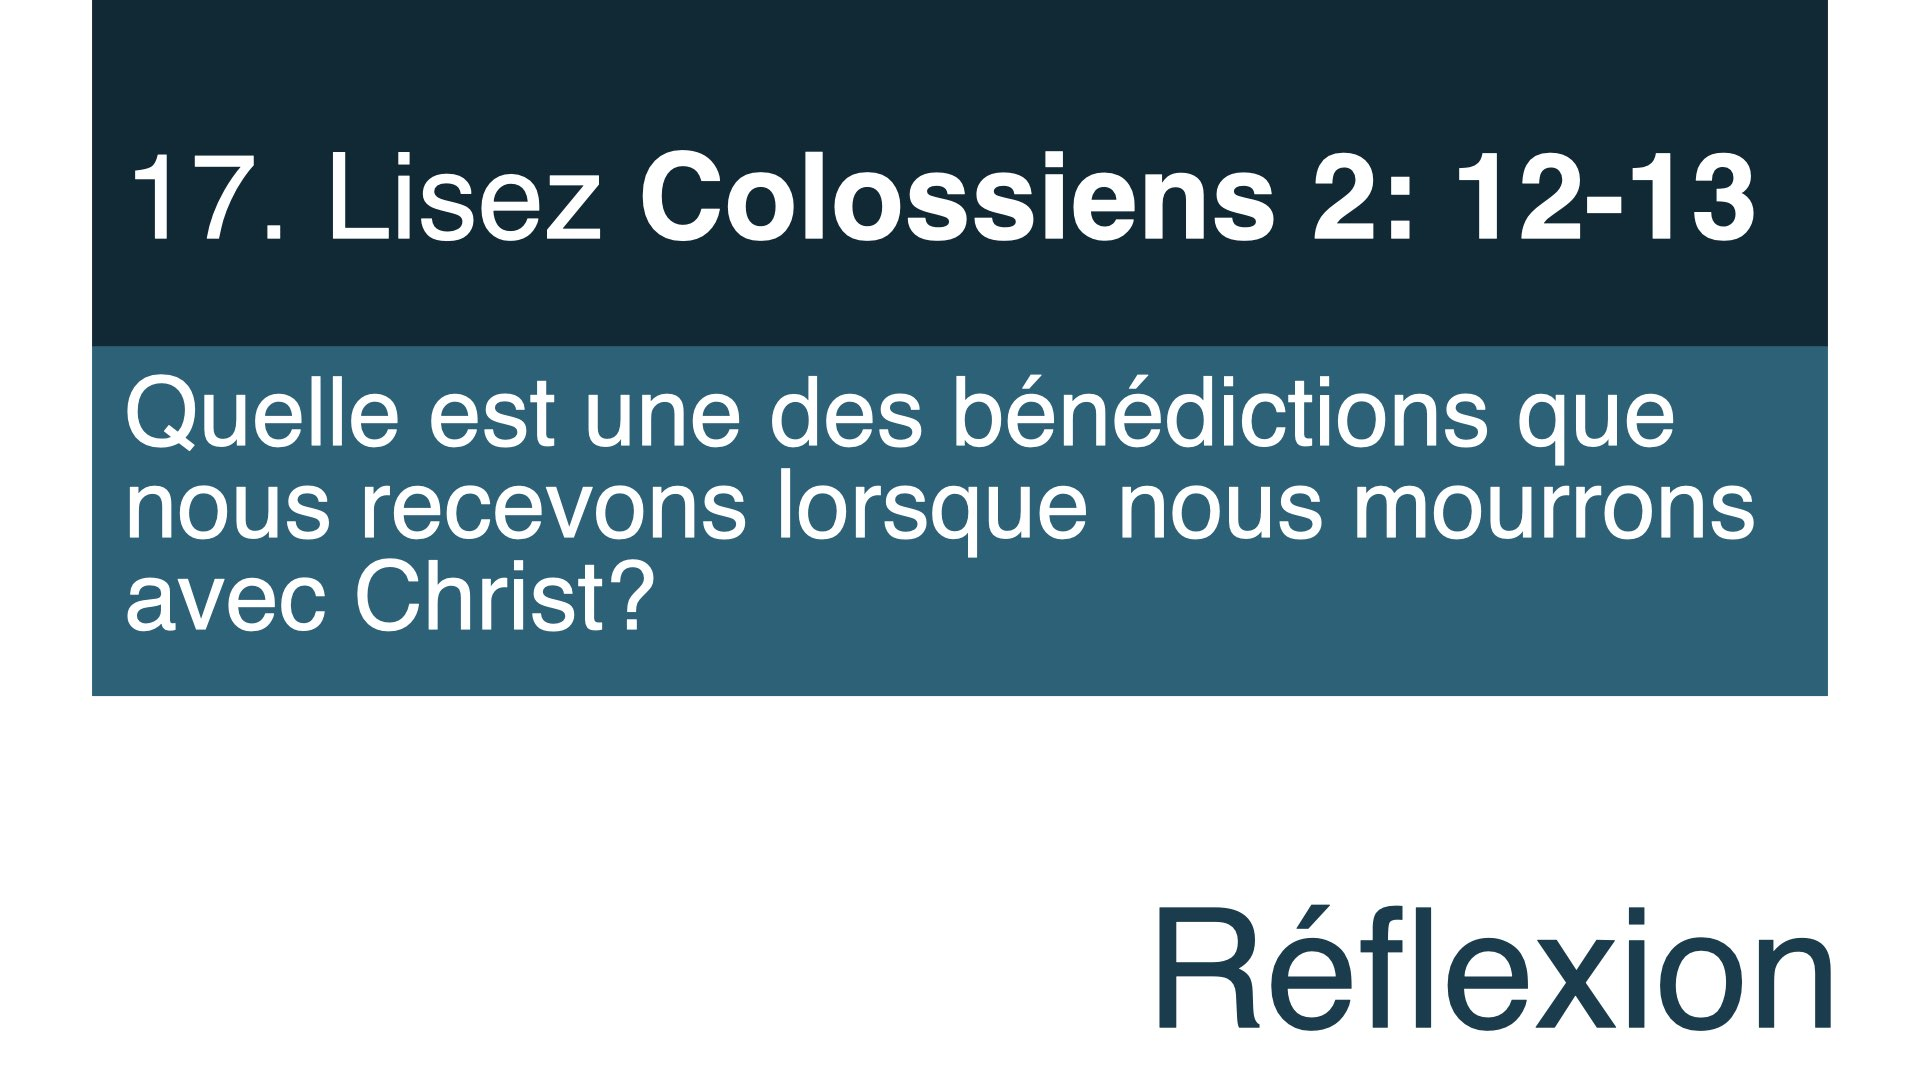 17. Lisez Colossiens 2: 12-13
Quelle est une des bénédictions que
nous recevons lorsque nous mourrons
avec Christ?
Réflexion